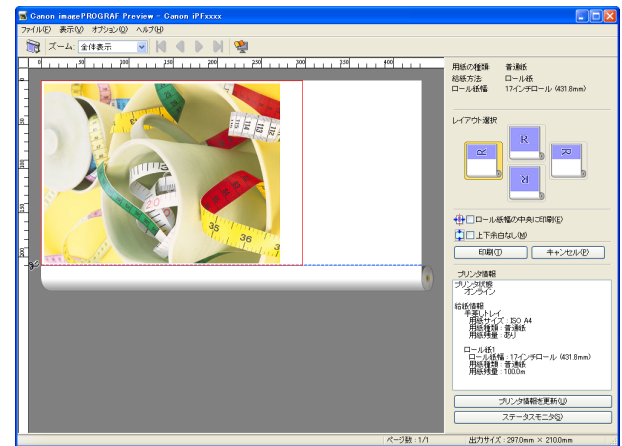 Canon imagePROGRAF Preview - Canon iPFxxxx
ファイル(F) 表示(V) オプション(O) ヘルプ(H)
ズーム: 全体表示
0 50 100 150 200 250 300 350 400
用紙の種類 普通紙
給紙方法: ロール紙
ロール紙幅 17インチロール (431.8mm)
レイアウト選択
ロール紙幅の中央に印刷(E)
上下余白なし(M)
印刷(T) キャンセル(P)
プリンタ情報
プリンタ状態
オンライン
給紙情報
手差しトレイ
用紙サイズ : ISO A4
用紙種類 : 普通紙
用紙残量 : あり
ロール紙1
ロール紙幅 : 17インチロール (431.8mm)
用紙種類 : 普通紙
用紙残量 : 100.0m
プリンタ情報を更新(U)
ステータスモニタ(S)
ページ数 : 1/1 出力サイズ : 297.0mm × 210.0mm